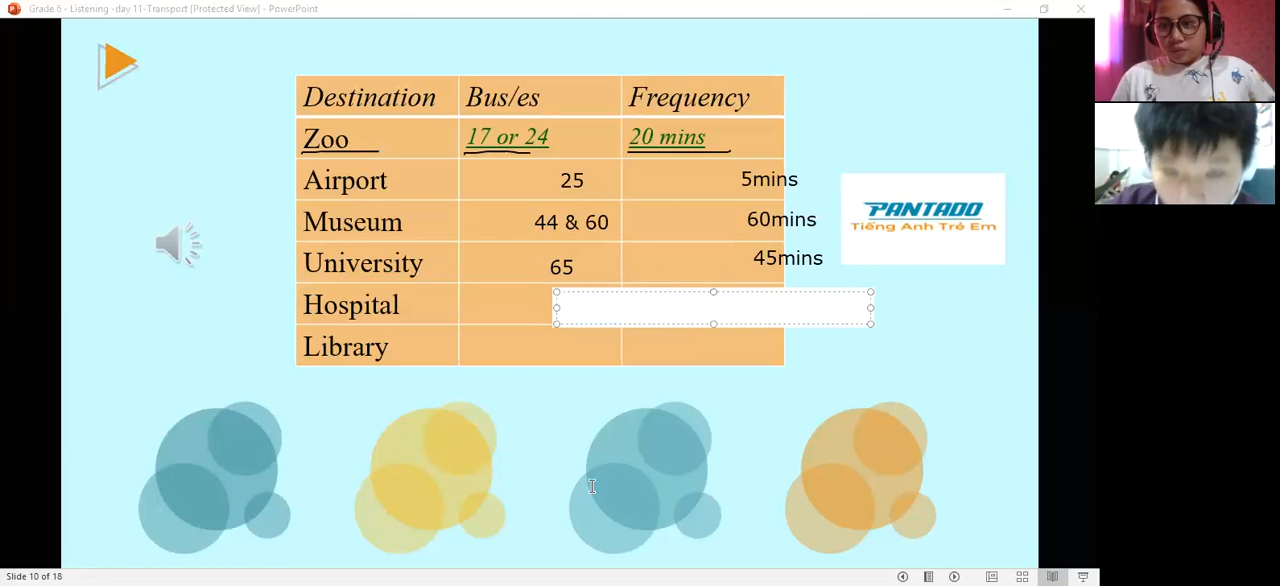 Grade 6 - Listening -day 11-Transport [Protected View] - PowerPoint
Destination Bus/es Frequency
Zoo 17 or 24 20 mins
Airport 25 5mins
Museum 44 & 60 60mins
University 65 45mins
Hospital
Library
PANTADO
Tiếng Anh Trẻ Em
Slide 10 of 18